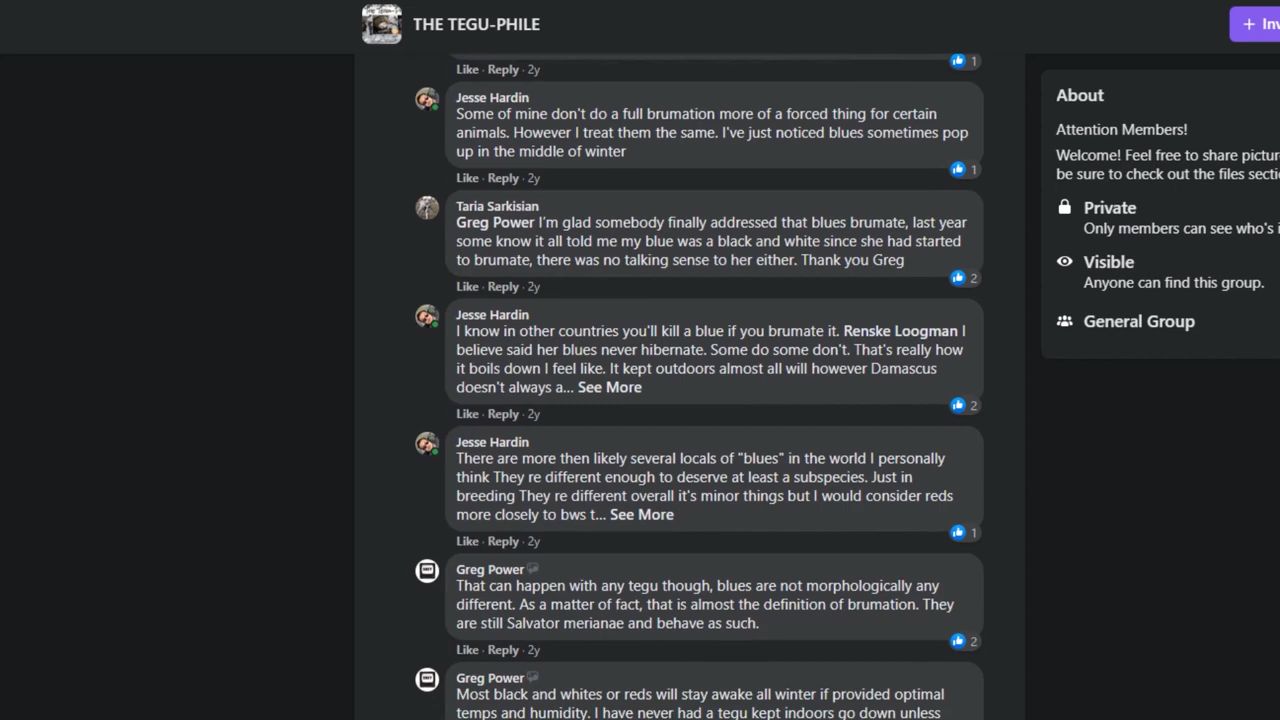 THE TEGU-PHILE
+ Inv
Like · Reply · 2y
1
Jesse Hardin
Some of mine don't do a full brumation more of a forced thing for certain
animals. However I treat them the same. I've just noticed blues sometimes pop
up in the middle of winter
1
Like · Reply · 2y
Taria Sarkisian
Greg Power I'm glad somebody finally addressed that blues brumate, last year
some know it all told me my blue was a black and white since she had started
to brumate, there was no talking sense to her either. Thank you Greg
2
Like · Reply · 2y
Jesse Hardin
I know in other countries you'll kill a blue if you brumate it. Renske Loogman I
believe said her blues never hibernate. Some do some don't. That's really how
it boils down I feel like. It kept outdoors almost all will however Damascus
doesn't always a... See More
2
Like · Reply · 2y
Jesse Hardin
There are more then likely several locals of "blues" in the world I personally
think They re different enough to deserve at least a subspecies. Just in
breeding They re different overall it's minor things but I would consider reds
more closely to bws t... See More
1
Like · Reply · 2y
Greg Power
That can happen with any tegu though, blues are not morphologically any
different. As a matter of fact, that is almost the definition of brumation. They
are still Salvator merianae and behave as such.
2
Like · Reply · 2y
Greg Power
Most black and whites or reds will stay awake all winter if provided optimal
temps and humidity. I have never had a tegu kept indoors go down unless
About
Attention Members!
Welcome! Feel free to share pictur
be sure to check out the files secti
Private
Only members can see who's i
Visible
Anyone can find this group.
General Group